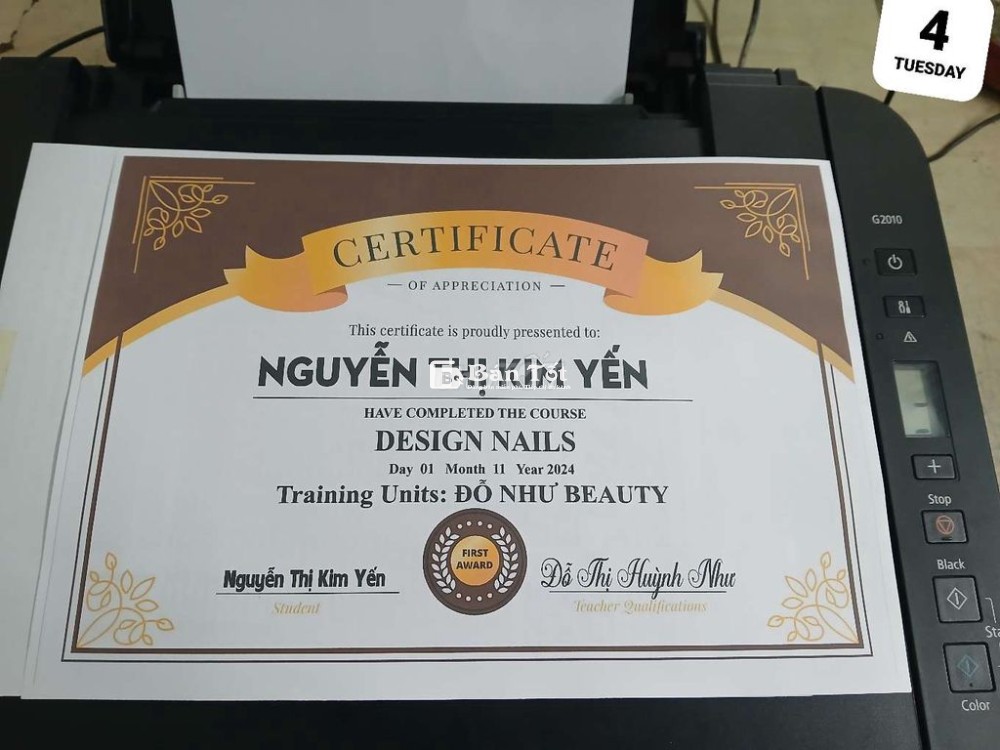 4
TUESDAY
G2010
CERTIFICATE
OF APPRECIATION
This certificate is proudly pressented to:
NGUYỄN THỊ KIM YẾN
Bán Tốt
HAVE COMPLETED THE COURSE
DESIGN NAILS
Day 01 Month 11 Year 2024
Training Units: ĐỖ NHƯ BEAUTY
FIRST
AWARD
Nguyễn Thị Kim Yến
Student
Đỗ Thị Huỳnh Như
Teacher Qualifications
Stop
Black
Sta
Color